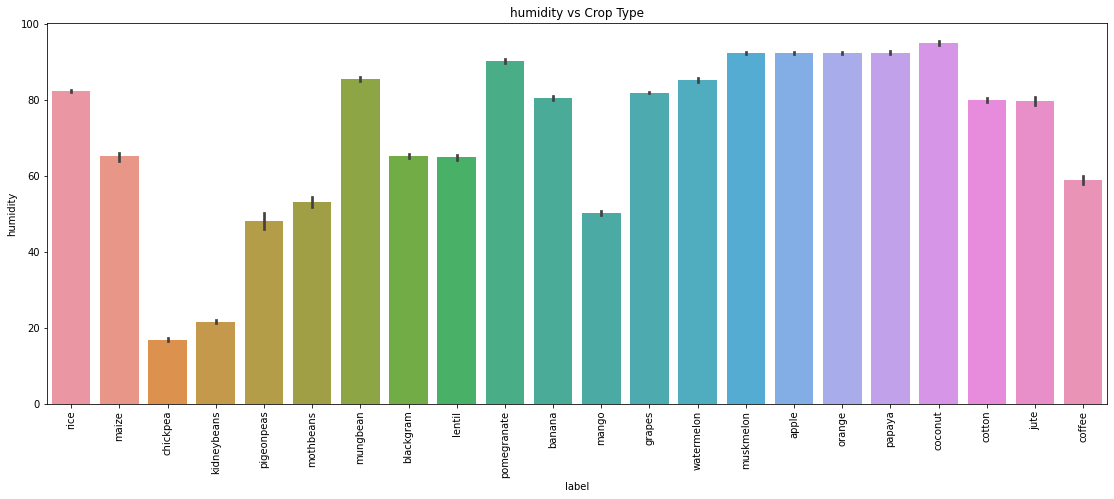 humidity vs Crop Type
humidity
100
80
60
40
20
0
rice
maize
chickpea
kidneybeans
pigeonpeas
mothbeans
mungbean
blackgram
lentil
pomegranate
banana
mango
grapes
watermelon
muskmelon
apple
orange
papaya
coconut
cotton
jute
coffee
label